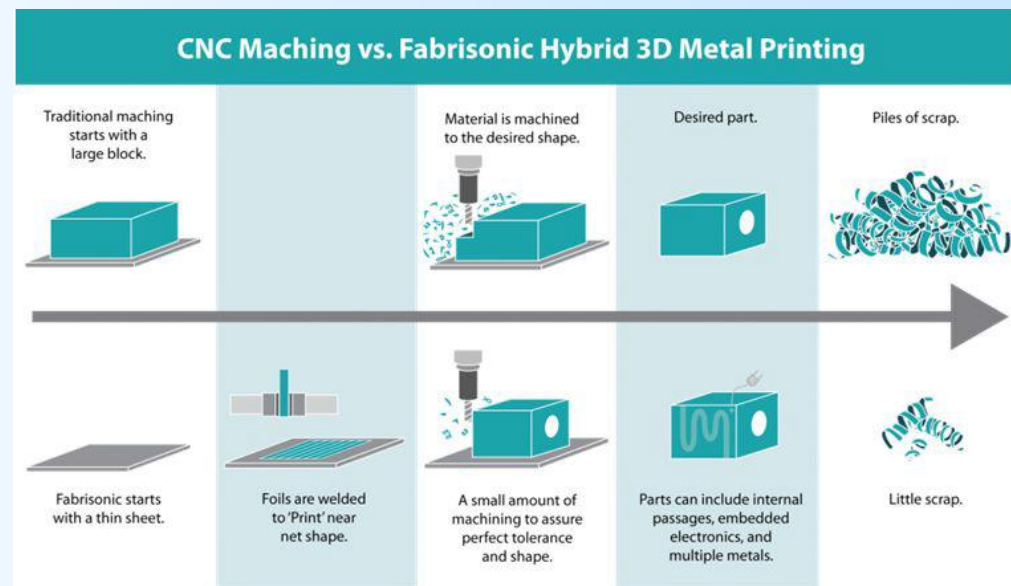 CNC Maching vs. Fabrisonic Hybrid 3D Metal Printing
Traditional maching
starts with a
large block.
Material is machined
to the desired shape.
Desired part.
Piles of scrap.
Fabrisonic starts
with a thin sheet.
Foils are welded
to ‘Print’ near
net shape.
A small amount of
machining to assure
perfect tolerance
and shape.
Parts can include internal
passages, embedded
electronics, and
multiple metals.
Little scrap.